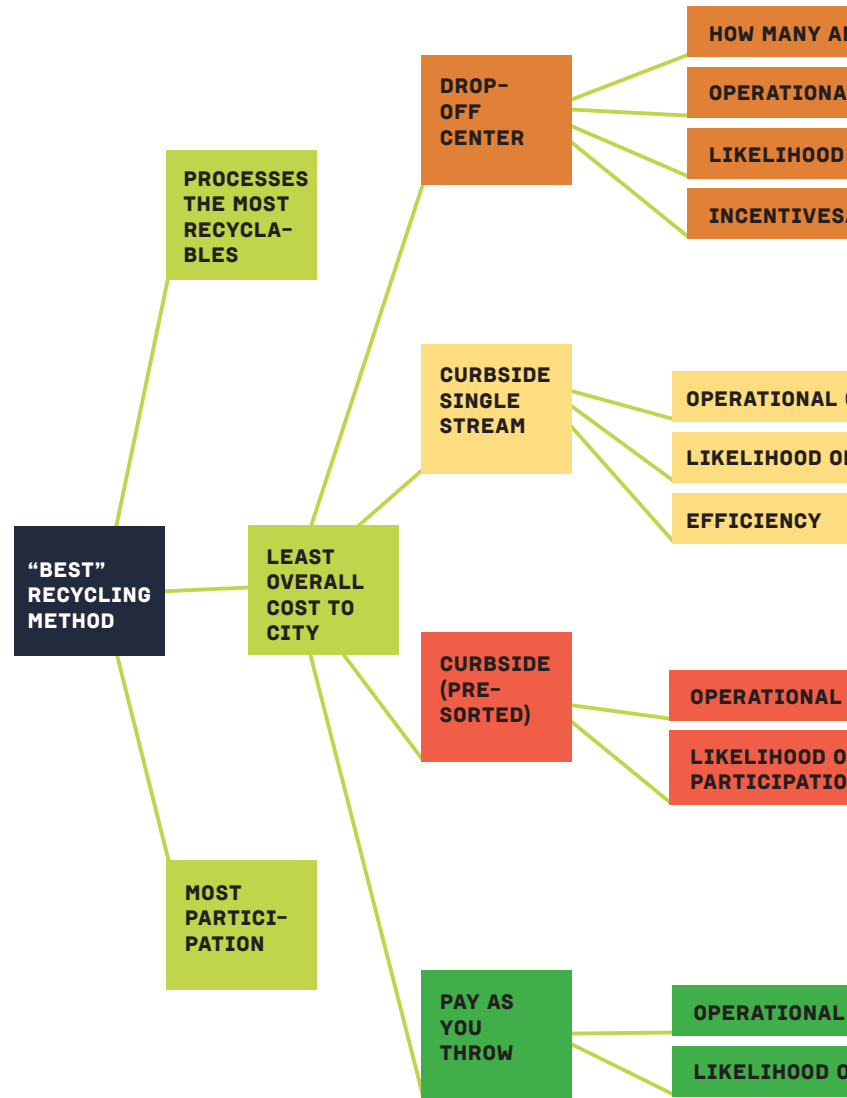 HOW MANY
DROP-
OFF
CENTER
OPERATIONA
LIKELIHOOD
INCENTIVES
PROCESSES
THE MOST
RECYCLA-
BLES
CURBSIDE
SINGLE
STREAM
OPERATIONAL
LIKELIHOOD
EFFICIENCY
“BEST”
RECYCLING
METHOD
LEAST
OVERALL
COST TO
CITY
CURBSIDE
(PRE-
SORTED)
OPERATIONAL
LIKELIHOOD O
PARTICIPATIO
MOST
PARTICI-
PATION
PAY AS
YOU
THROW
OPERATIONAL
LIKELIHOOD O